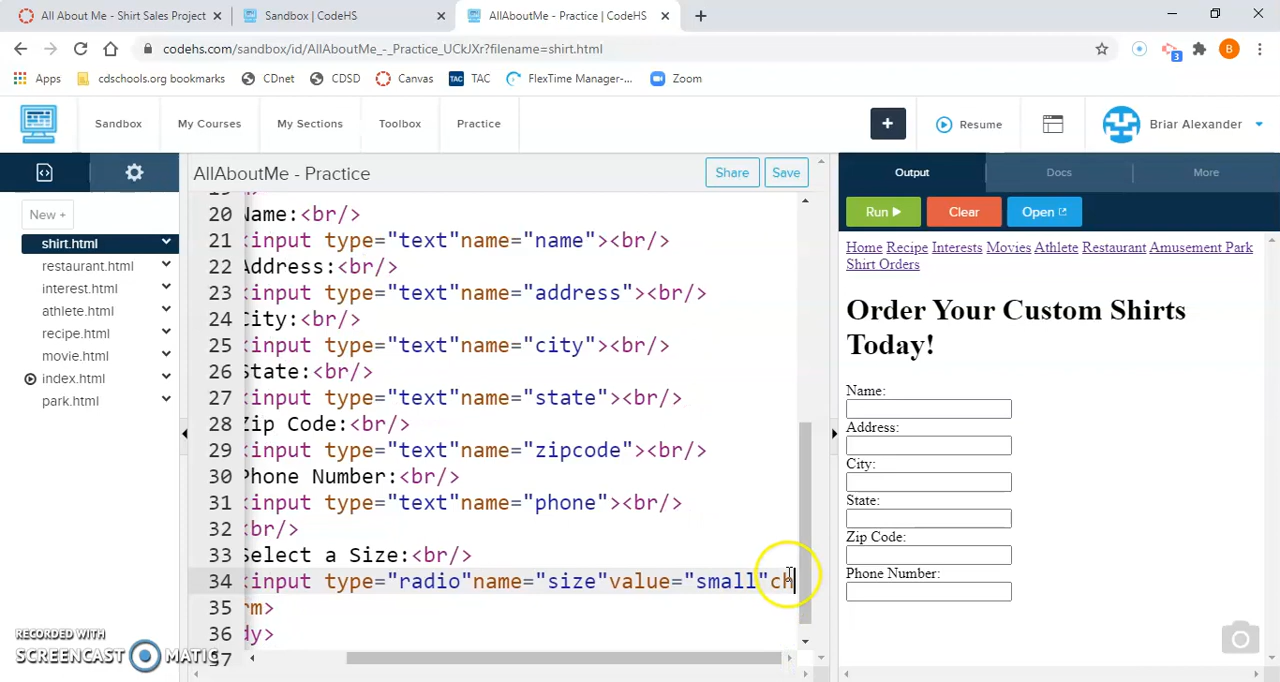 All About Me - Shirt Sales Project
Sandbox | CodeHS
AllAboutMe - Practice | CodeHS
codehs.com/sandbox/id/AllAboutMe_-_Practice_UCkJXr?filename=shirt.html
B
Apps
cdschools.org bookmarks
CDnet
CDSD
Canvas
TAC
TAC
FlexTime Manager-...
Zoom
3
Sandbox
My Courses
My Sections
Toolbox
Practice
+
Resume
Briar Alexander
AllAboutMe - Practice
Share
Save
Output
Docs
More
New +
Run
Clear
Open
shirt.html
restaurant.html
interest.html
athlete.html
recipe.html
movie.html
index.html
park.html
20 Name:<br/>
21 <input type="text"name="name"><br/>
22 Address:<br/>
23 <input type="text"name="address"><br/>
24 City:<br/>
25 <input type="text"name="city"><br/>
26 State:<br/>
27 <input type="text"name="state"><br/>
28 Zip Code:<br/>
29 <input type="text"name="zipcode"><br/>
30 Phone Number:<br/>
31 <input type="text"name="phone"><br/>
32 <br/>
33 Select a Size:<br/>
34 <input type="radio"name="size"value="small"ch
35 rm>
36 dy>
37
Home Recipe Interests Movies Athlete Restaurant Amusement Park
Shirt Orders
Order Your Custom Shirts
Today!
Name:
Address:
City:
State:
Zip Code:
Phone Number:
RECORDED WITH
SCREENCAST MATIC